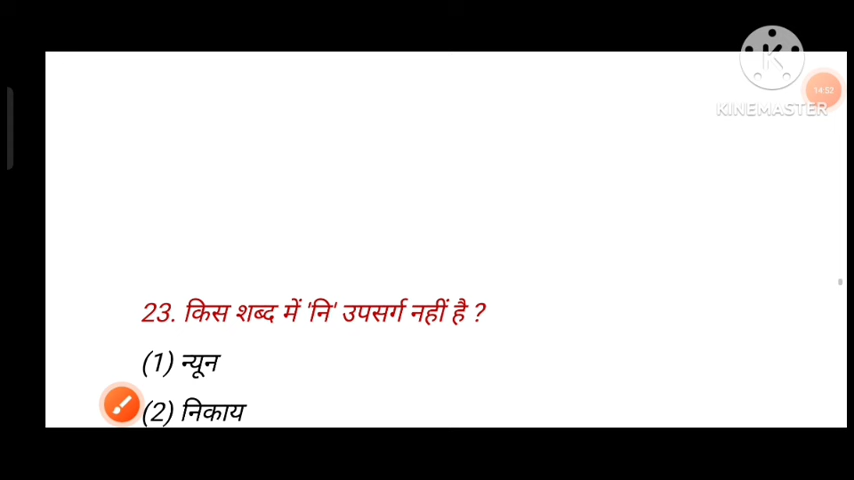 14:52
KINEMASTER
23. किस शब्द में 'नि' उपसर्ग नहीं है ?
(1) न्यून
(2) निकाय